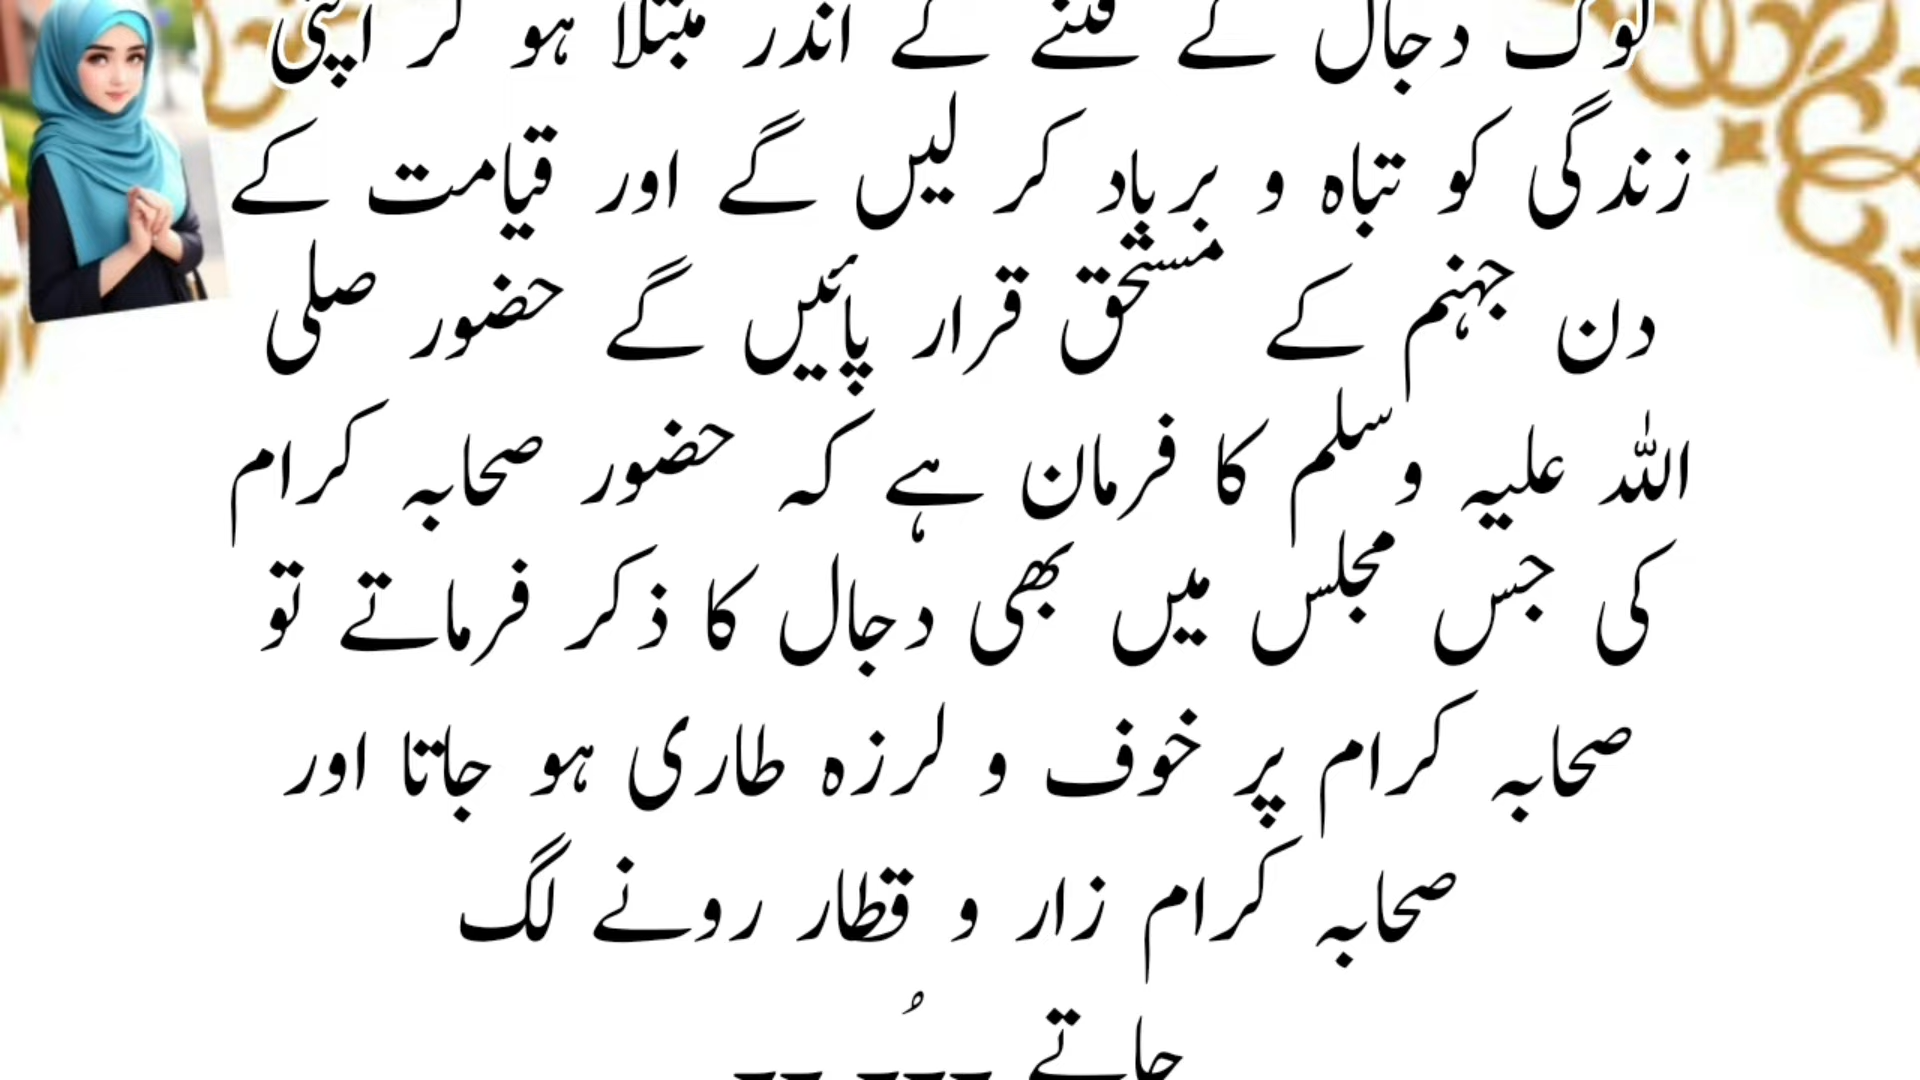 لوگ دجال کے فتنے کے اندر مبتلا ہو کر اپنی
زندگی کو تباہ و برباد کر لیں گے اور قیامت کے
دن جہنم کے مستحق قرار پائیں گے حضور صلی
اللہ علیہ وسلم کا فرمان ہے کہ حضور صحابہ کرام
کی جس مجلس میں بھی دجال کا ذکر فرماتے تو
صحابہ کرام پر خوف و لرزہ طاری ہو جاتا اور
صحابہ کرام زار و قطار رونے لگ
جاتے